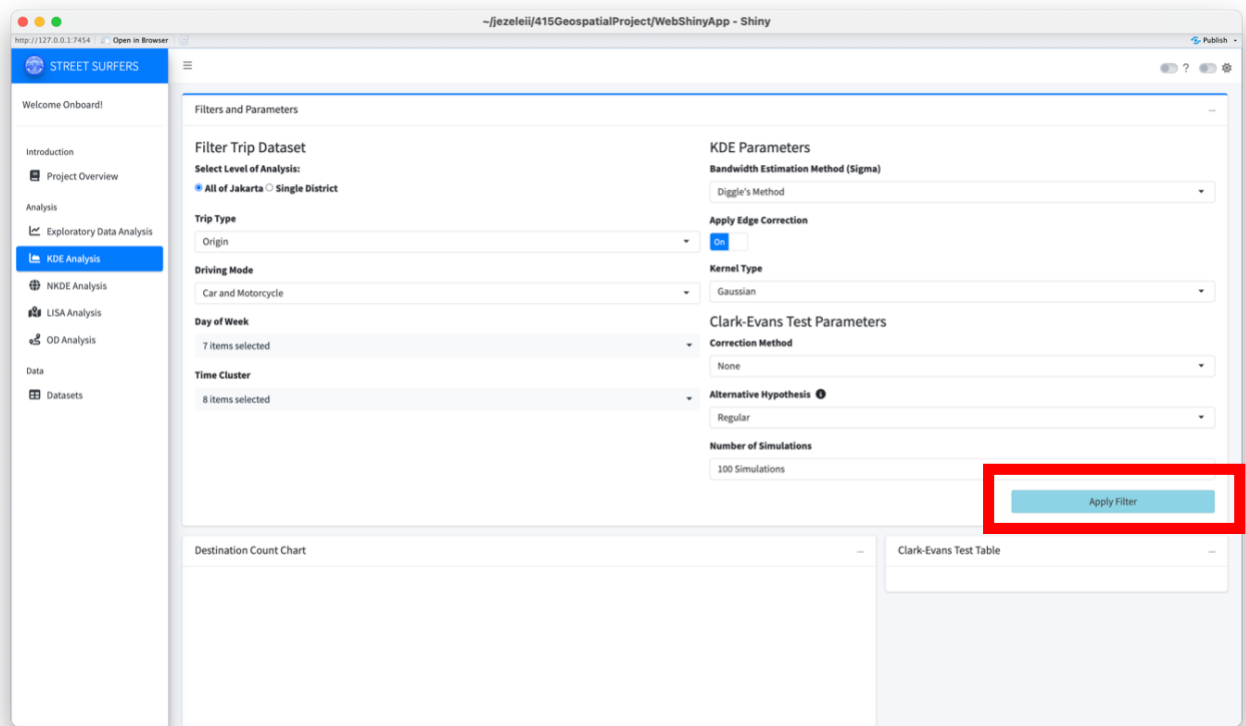 ~/jezeleii/415GeospatialProject/WebShinyApp - Shiny
http://127.0.0.1:7454 Open in Browser Publish
STREET SURFERS
?
Welcome Onboard!
Introduction
Project Overview
Analysis
Exploratory Data Analysis
KDE Analysis
NKDE Analysis
LISA Analysis
OD Analysis
Data
Datasets
Filters and Parameters
Filter Trip Dataset
Select Level of Analysis:
All of Jakarta Single District
Trip Type
Origin
Driving Mode
Car and Motorcycle
Day of Week
7 items selected
Time Cluster
8 items selected
KDE Parameters
Bandwidth Estimation Method (Sigma)
Diggle's Method
Apply Edge Correction
On
Kernel Type
Gaussian
Clark-Evans Test Parameters
Correction Method
None
Alternative Hypothesis
Regular
Number of Simulations
100 Simulations
Apply Filter
Destination Count Chart
Clark-Evans Test Table